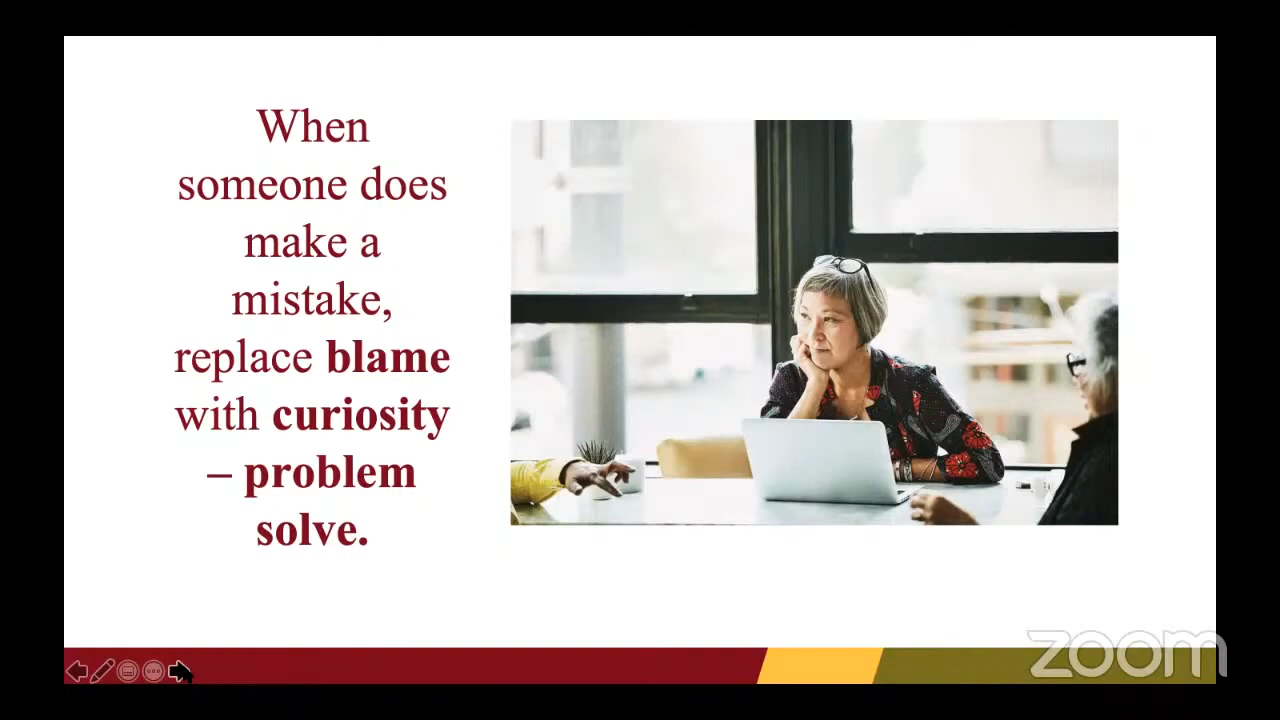 When
someone does
make a
mistake,
replace blame
with curiosity
– problem
solve.
zoom